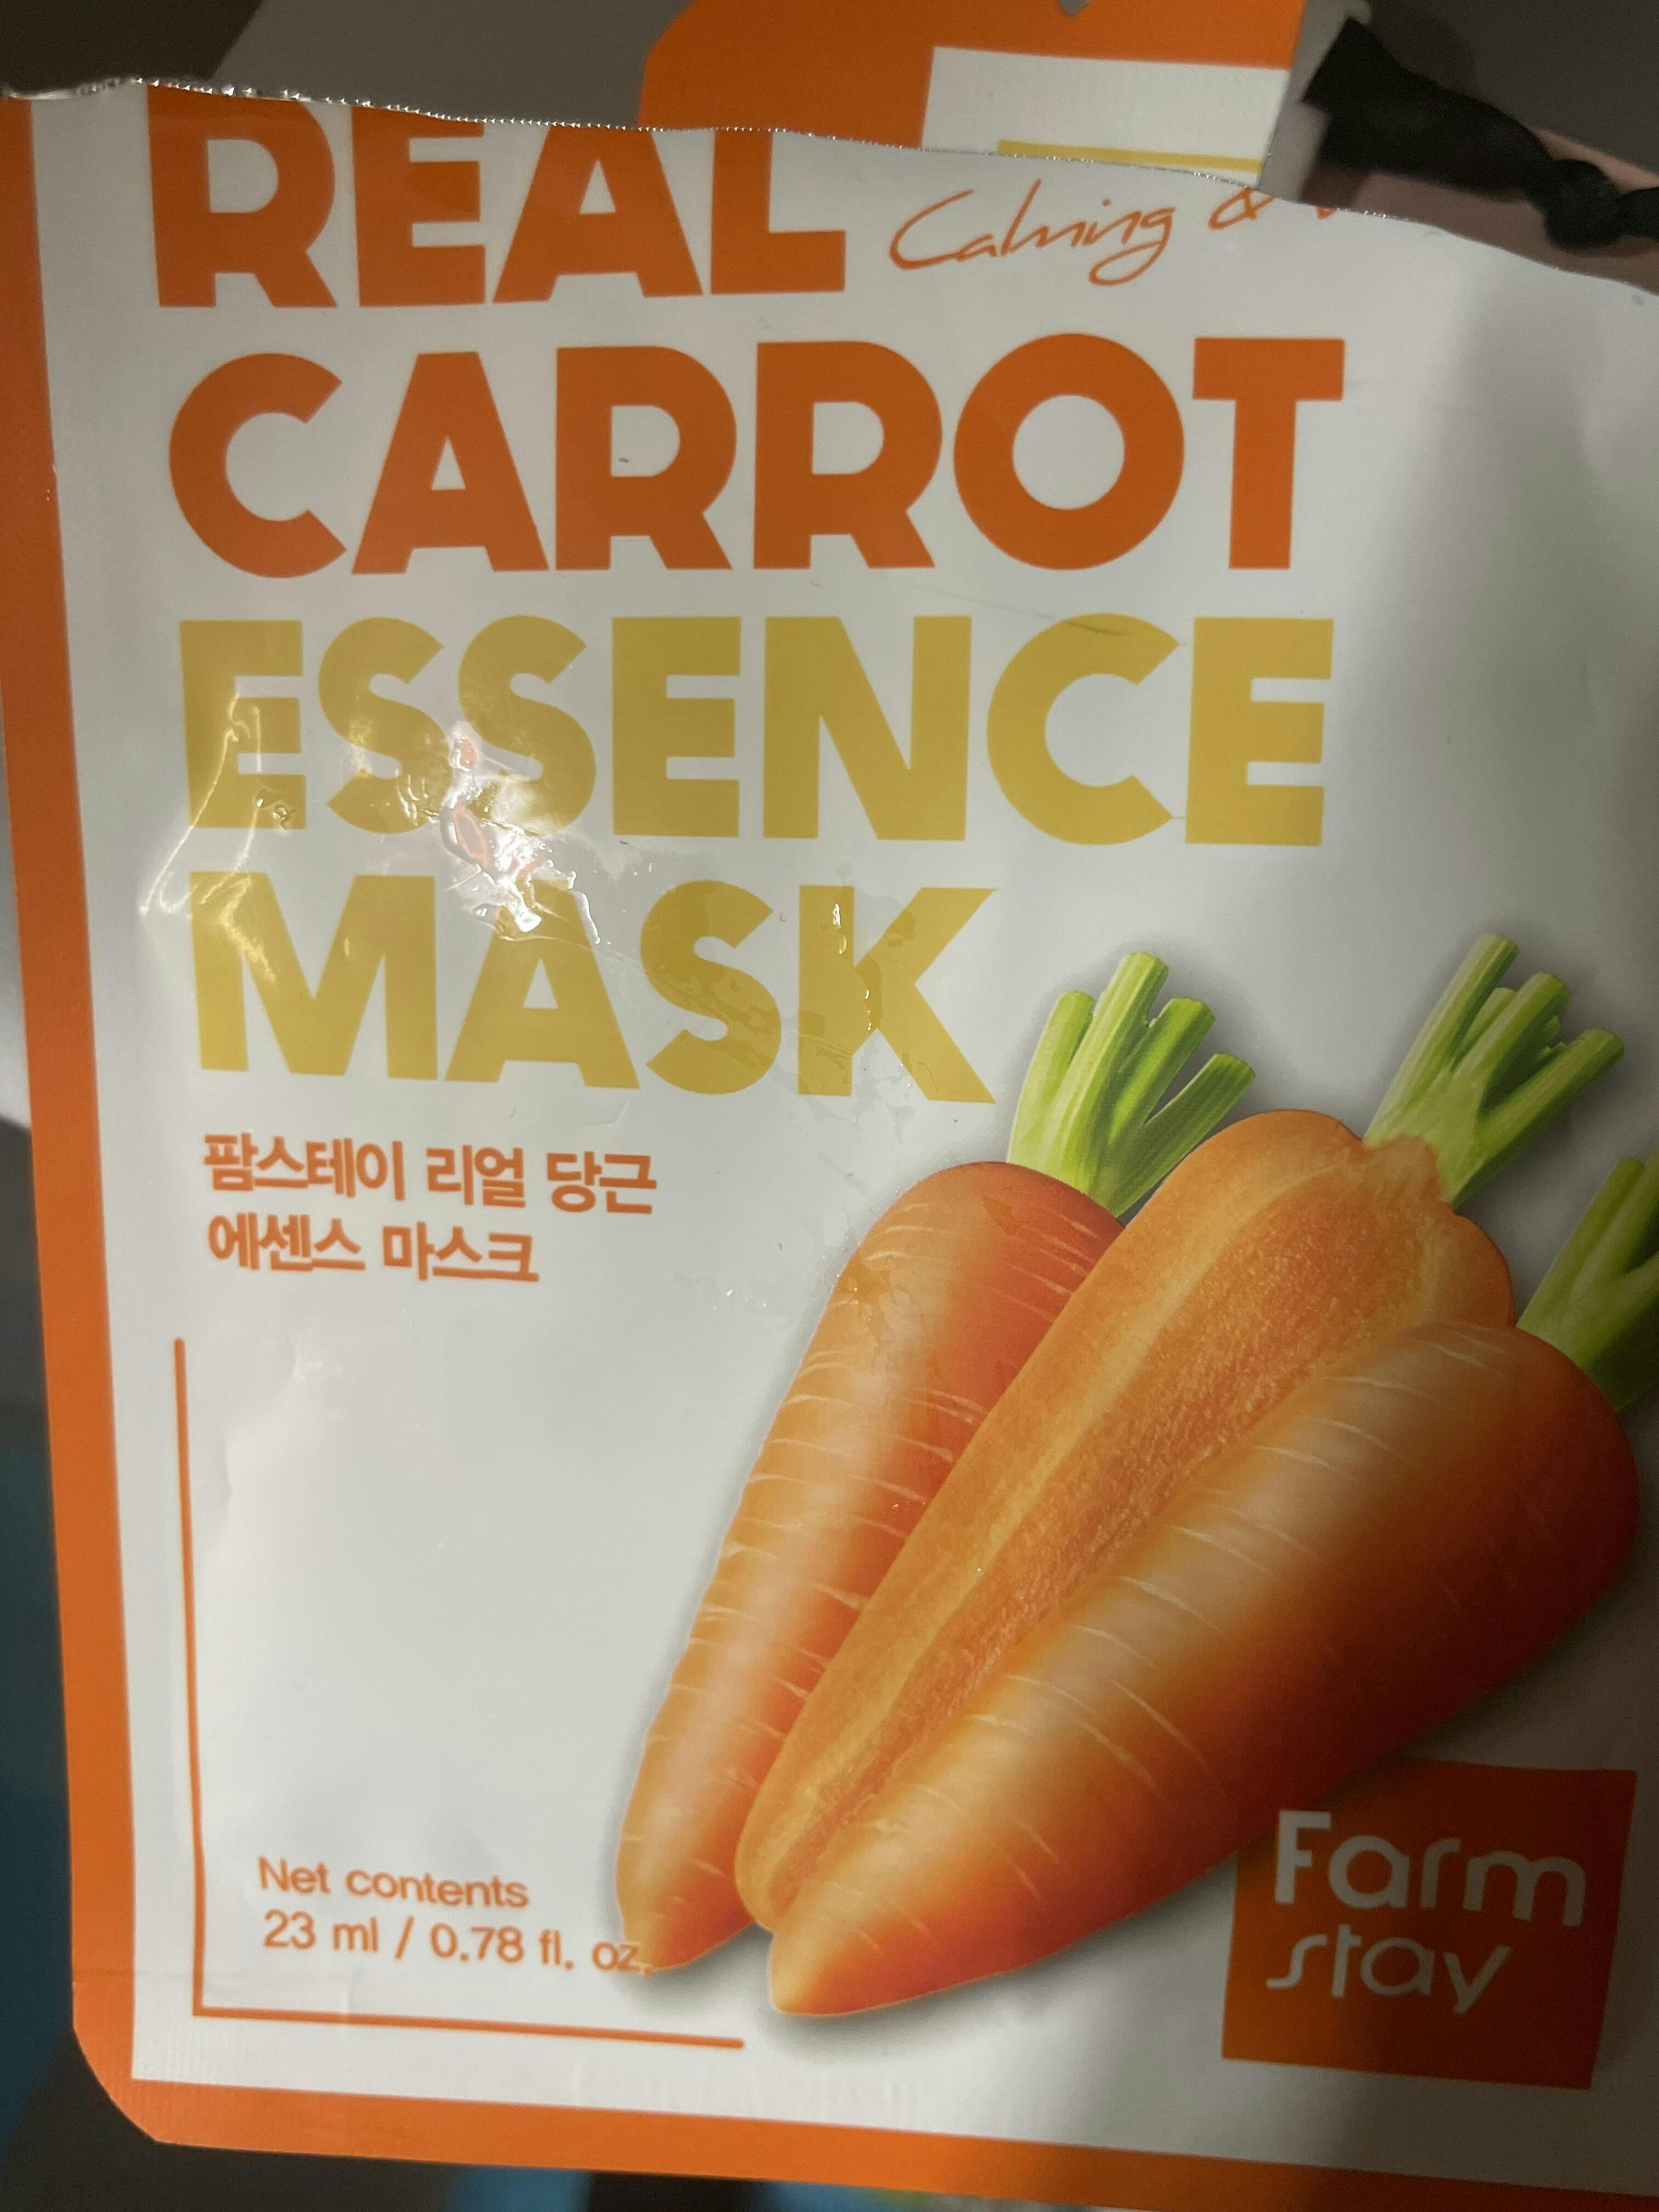 REAL Calming &
CARROT
ESSENCE
MASK
팜스테이 리얼 당근
에센스 마스크
Net contents
23 ml / 0.78 fl. oz.
Farm
stay